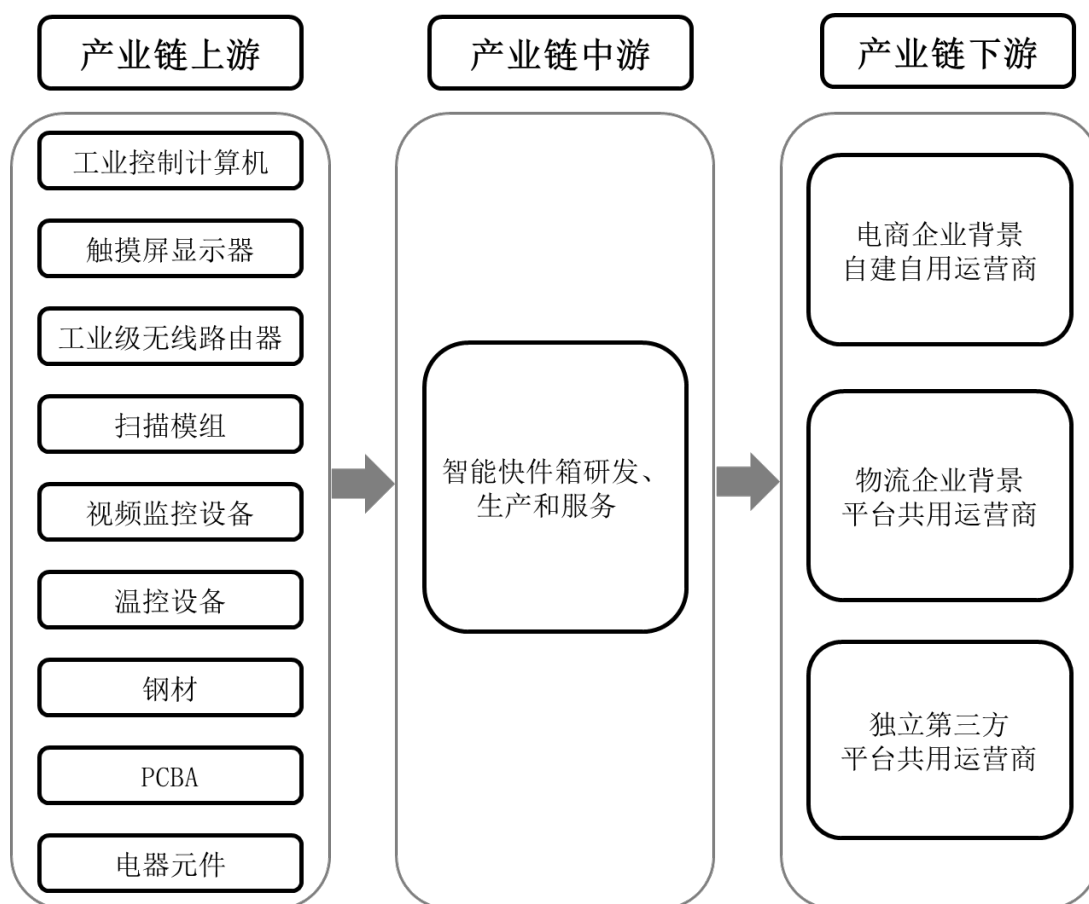 产业链上游
产业链中游
产业链下游
工业控制计算机
触摸屏显示器
工业级无线路由器
扫描模组
视频监控设备
温控设备
钢材
PCBA
电器元件
智能快件箱研发、
生产和服务
电商企业背景
自建自用运营商
物流企业背景
平台共用运营商
独立第三方
平台共用运营商